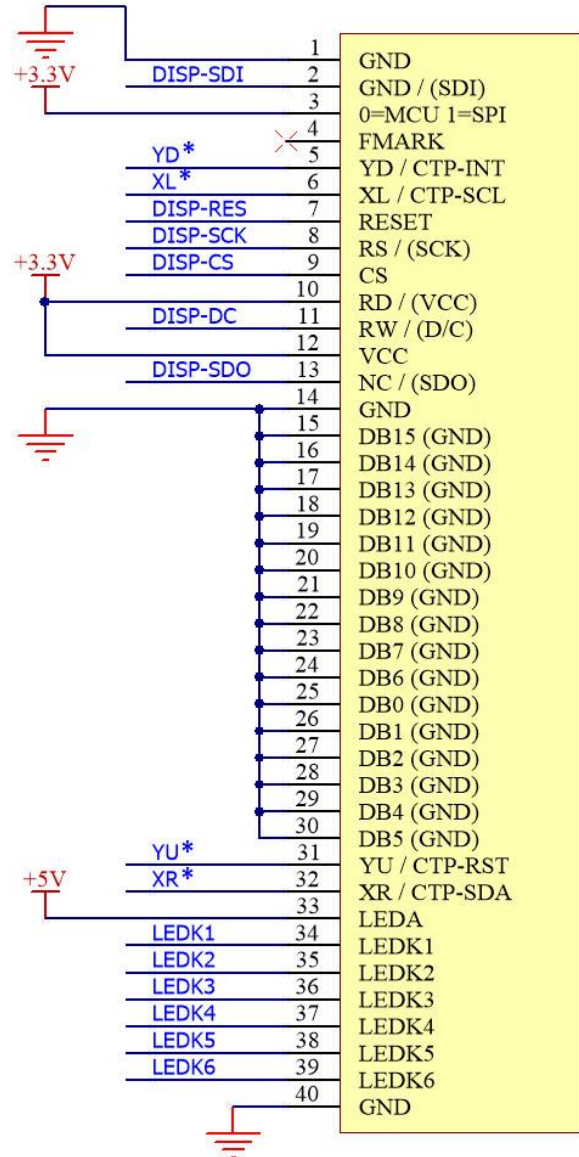 1 GND
+3.3V
DISP-SDI 2 GND / (SDI)
3 0=MCU 1=SPI
4 FMARK
YD* 5 YD / CTP-INT
XL* 6 XL / CTP-SCL
DISP-RES 7 RESET
DISP-SCK 8 RS / (SCK)
+3.3V DISP-CS 9 CS
10 RD / (VCC)
DISP-DC 11 RW / (D/C)
12 VCC
DISP-SDO 13 NC / (SDO)
14 GND
15 DB15 (GND)
16 DB14 (GND)
17 DB13 (GND)
18 DB12 (GND)
19 DB11 (GND)
20 DB10 (GND)
21 DB9 (GND)
22 DB8 (GND)
23 DB7 (GND)
24 DB6 (GND)
25 DB0 (GND)
26 DB1 (GND)
27 DB2 (GND)
28 DB3 (GND)
29 DB4 (GND)
30 DB5 (GND)
YU* 31 YU / CTP-RST
+5V XR* 32 XR / CTP-SDA
33 LEDA
LEDK1 34 LEDK1
LEDK2 35 LEDK2
LEDK3 36 LEDK3
LEDK4 37 LEDK4
LEDK5 38 LEDK5
LEDK6 39 LEDK6
40 GND